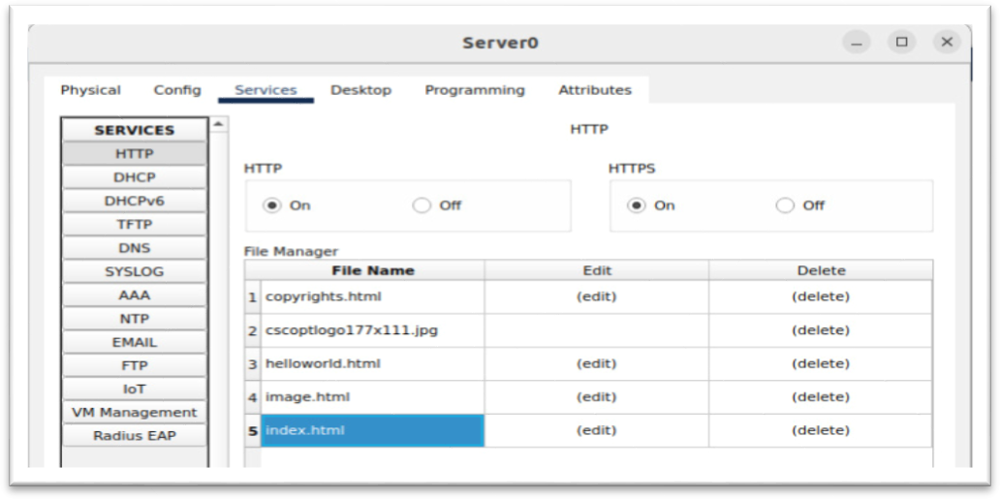 Server0
Physical Config Services Desktop Programming Attributes
SERVICES
HTTP
DHCP
DHCPv6
TFTP
DNS
SYSLOG
AAA
NTP
EMAIL
FTP
IoT
VM Management
Radius EAP
HTTP
HTTP HTTPS
On Off On Off
File Manager
File Name Edit Delete
1 copyrights.html (edit) (delete)
2 cscoptlogo177x111.jpg (delete)
3 helloworld.html (edit) (delete)
4 image.html (edit) (delete)
5 index.html (edit) (delete)